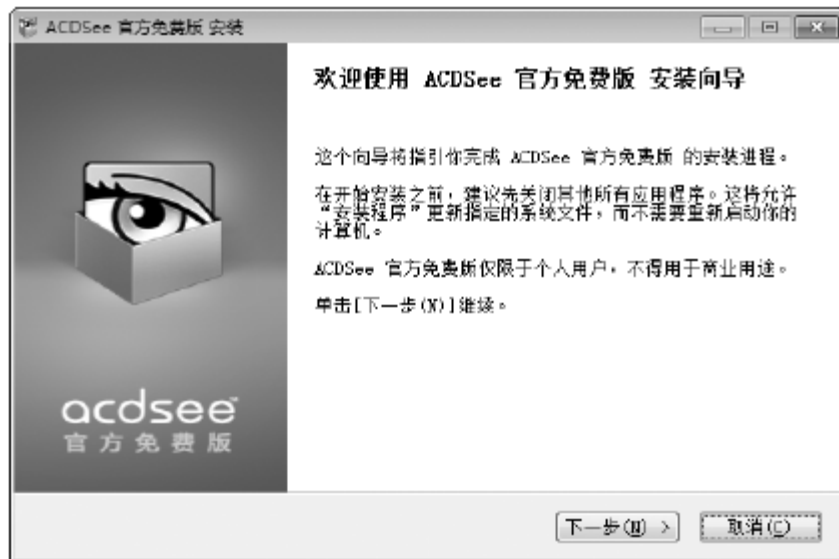 ACDSee 官方免费版 安装
欢迎使用 ACDSee 官方免费版 安装向导
这个向导将指引你完成 ACDSee 官方免费版 的安装进程。
在开始安装之前，建议先关闭其他所有应用程序。这将允许
“安装程序”更新指定的系统文件，而不需要重新启动你的
计算机。
ACDSee 官方免费版仅限于个人用户，不得用于商业用途。
单击[下一步(N)]继续。
acdsee™
官方免费版
下一步(N) >
取消(C)